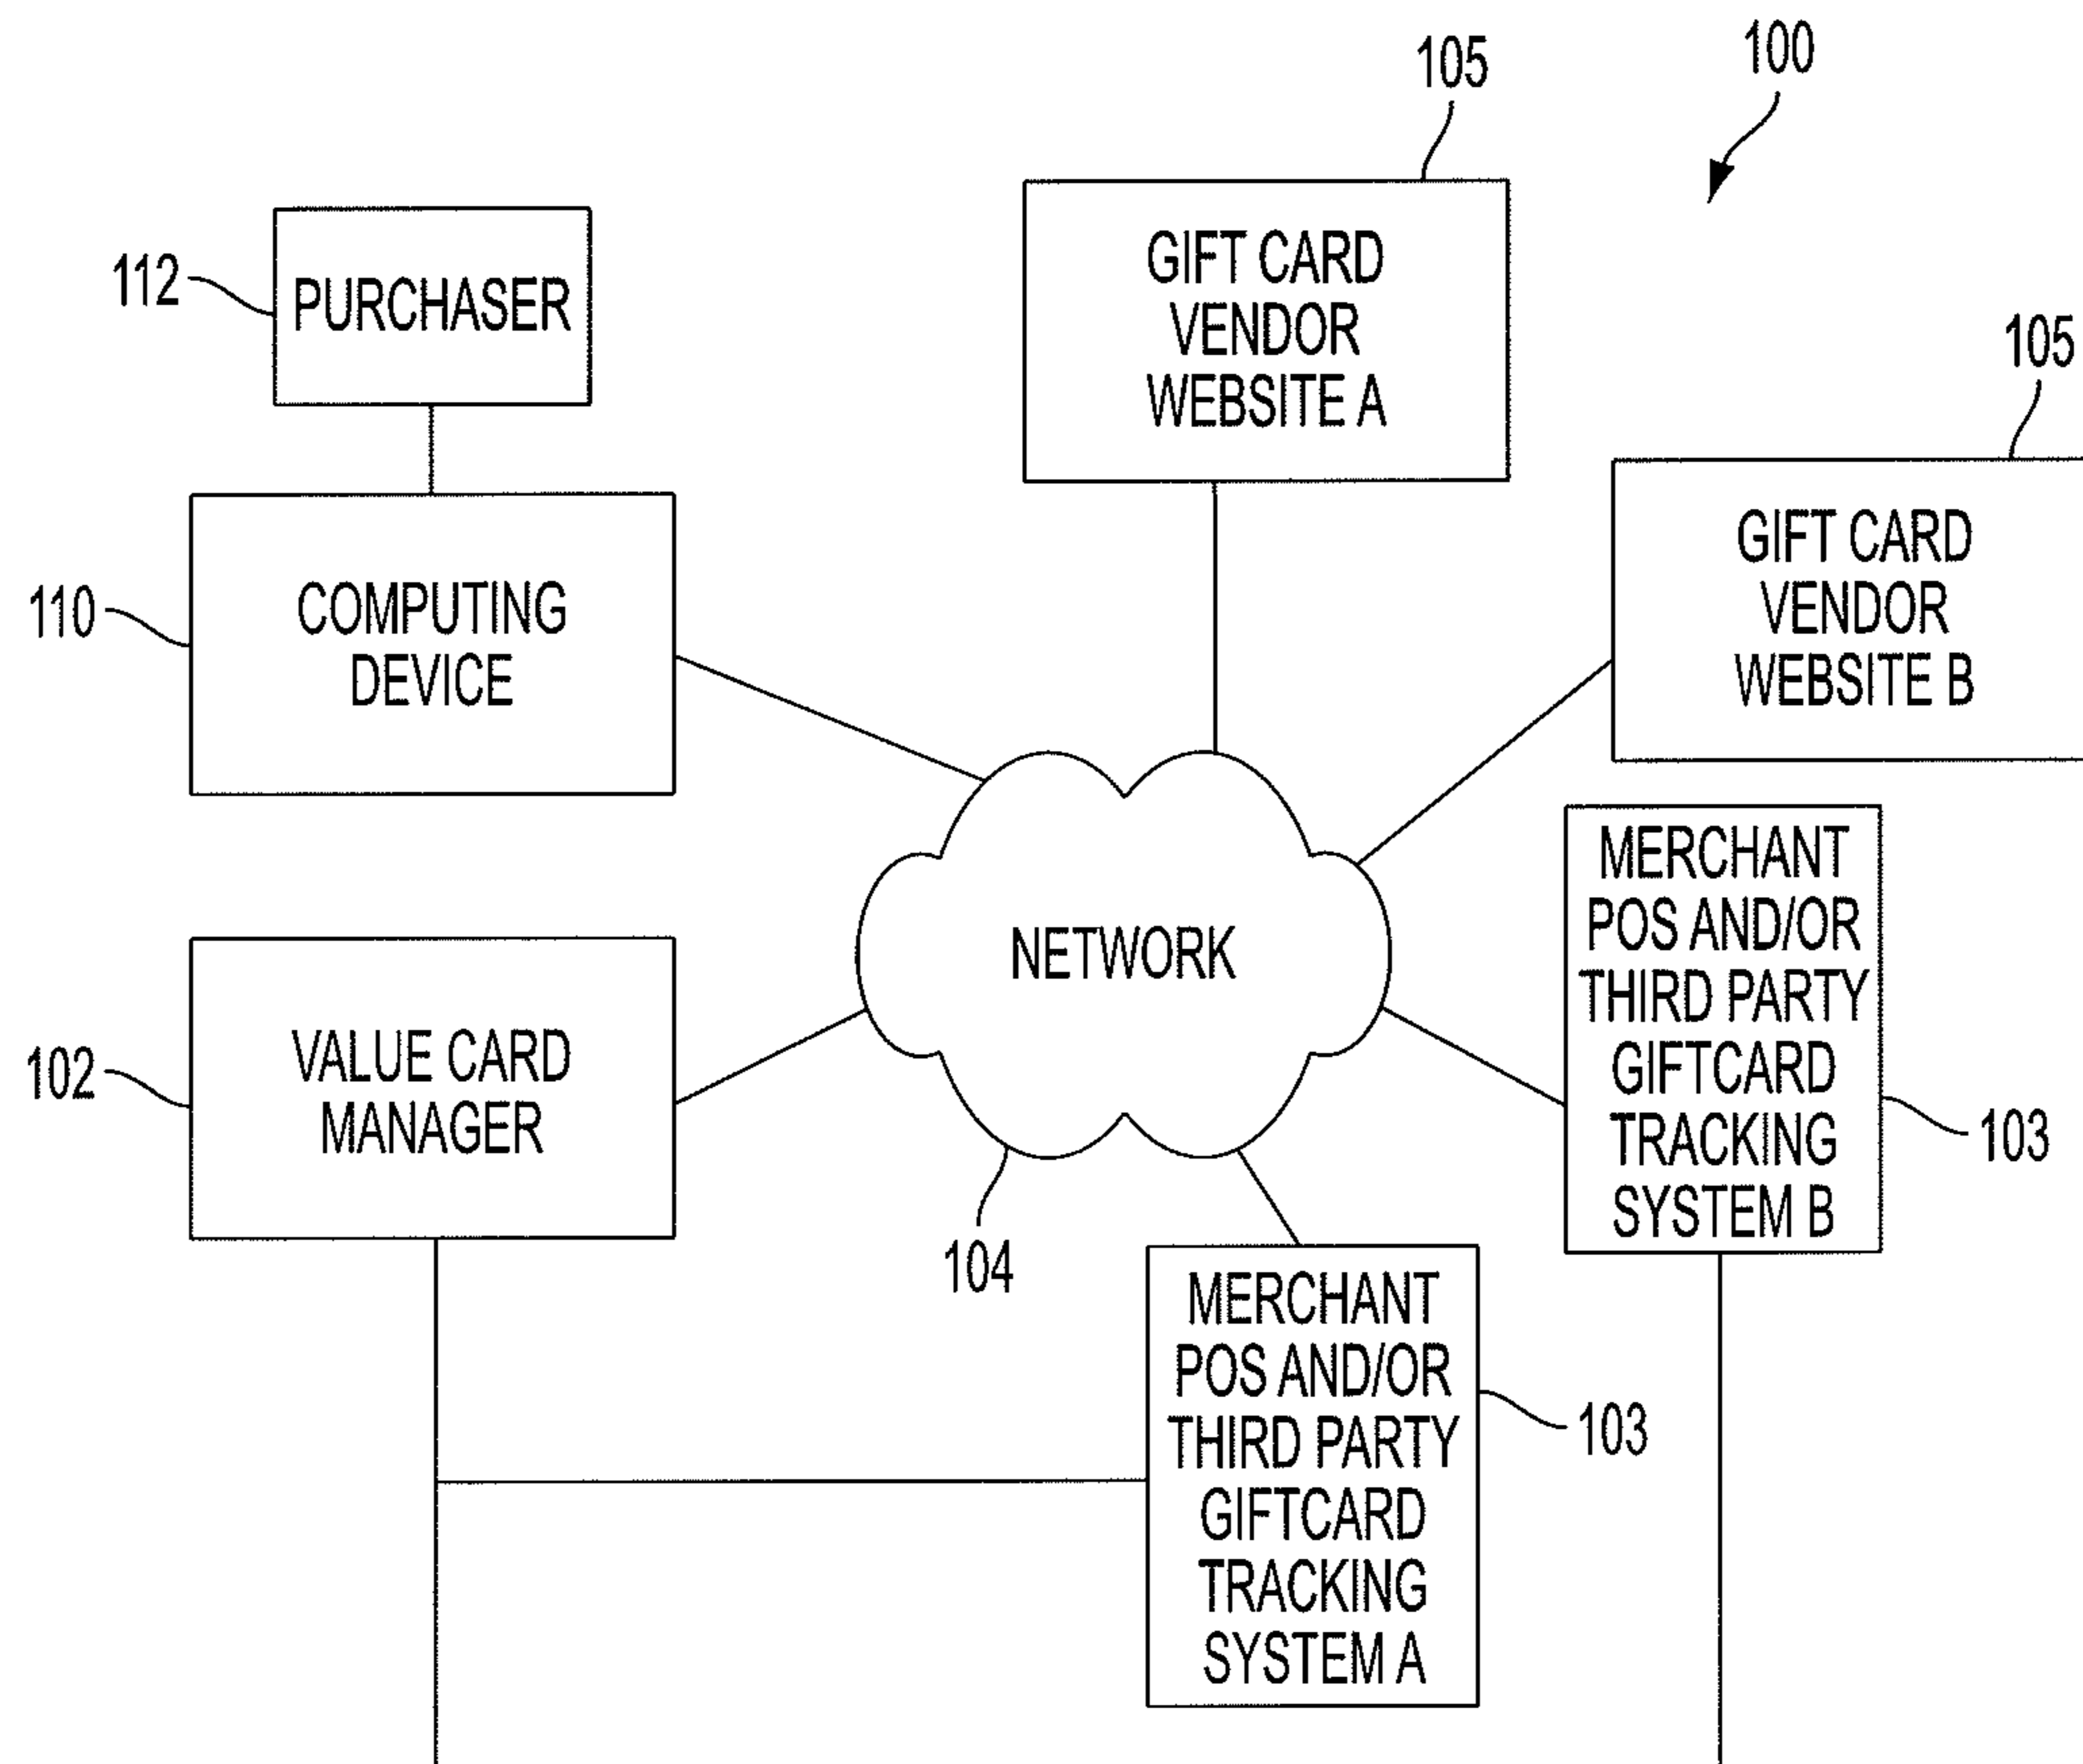 100
105
112
PURCHASER
GIFT CARD
VENDOR
WEBSITE A
105
110
COMPUTING
DEVICE
GIFT CARD
VENDOR
WEBSITE B
NETWORK
104
102
VALUE CARD
MANAGER
MERCHANT
POS AND/OR
THIRD PARTY
GIFTCARD
TRACKING
SYSTEM B
103
MERCHANT
POS AND/OR
THIRD PARTY
GIFTCARD
TRACKING
SYSTEM A
103